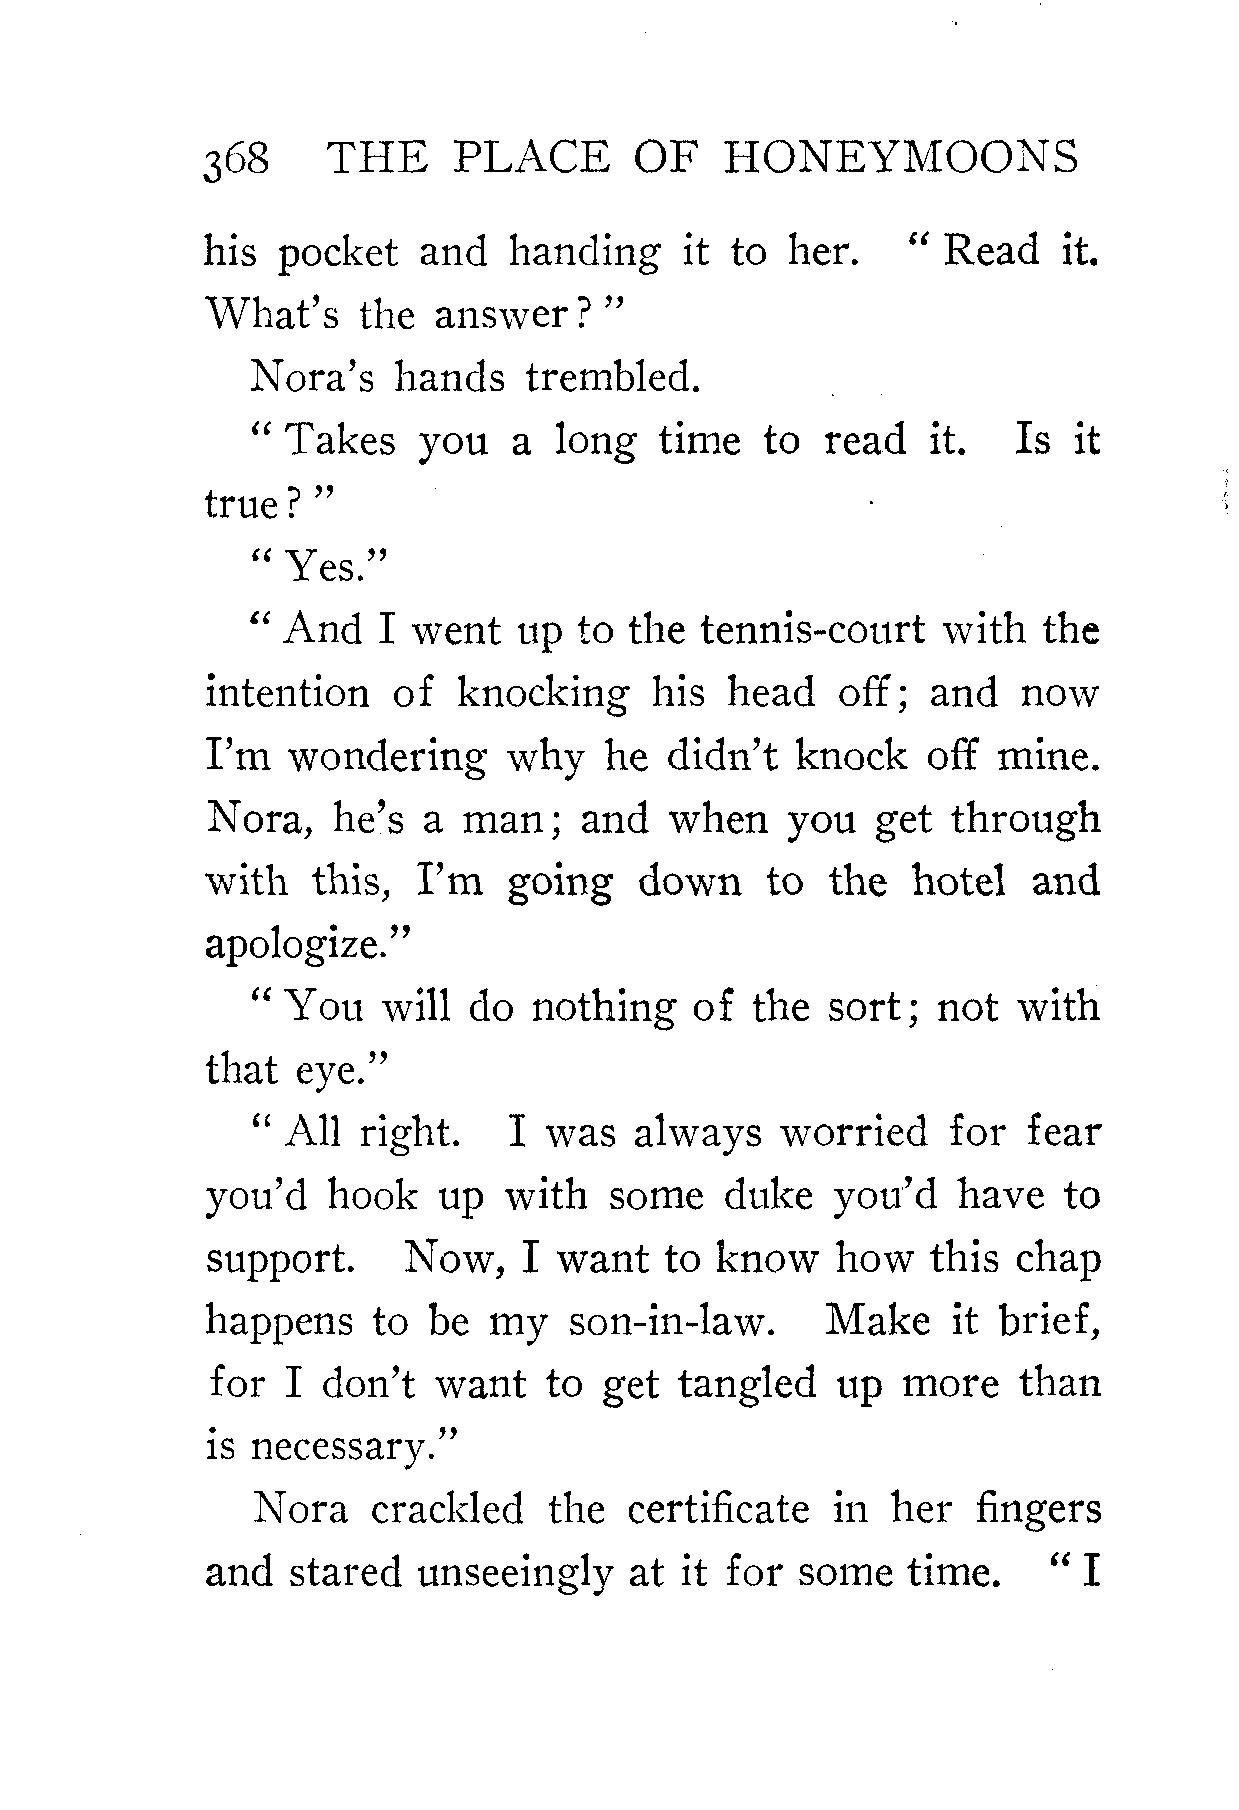 368 THE PLACE OF HONEYMOONS
his pocket and handing it to her. “ Read it.
What’s the answer ? ”
Nora’s hands trembled.
“ Takes you a long time to read it. Is it
true ? ”
“ Yes.”
“ And I went up to the tennis-court with the
intention of knocking his head off ; and now
I’m wondering why he didn’t knock off mine.
Nora, he’s a man ; and when you get through
with this, I’m going down to the hotel and
apologize.”
“ You will do nothing of the sort ; not with
that eye.”
“ All right. I was always worried for fear
you’d hook up with some duke you’d have to
support. Now, I want to know how this chap
happens to be my son-in-law. Make it brief,
for I don’t want to get tangled up more than
is necessary.”
Nora crackled the certificate in her fingers
and stared unseeingly at it for some time. “ I